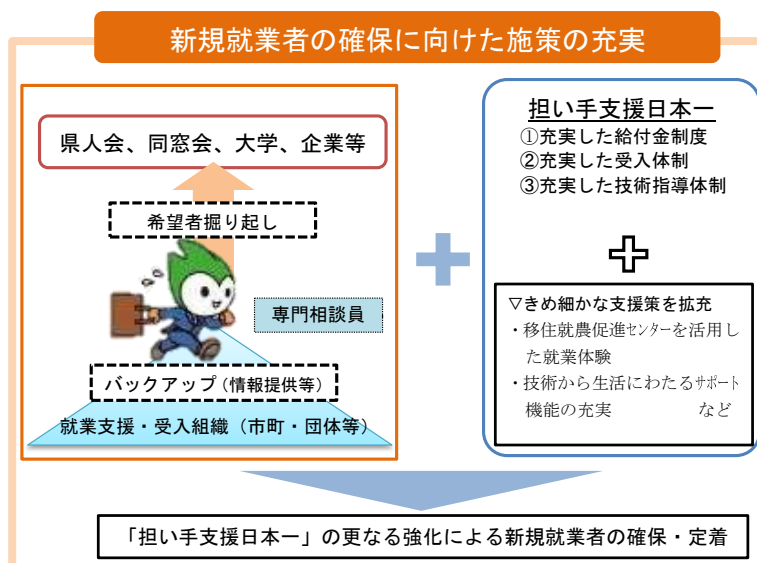 新規就業者の確保に向けた施策の充実
県人会、同窓会、大学、企業等
希望者掘り起し
専門相談員
バックアップ（情報提供等）
就業支援・受入組織（市町・団体等）
担い手支援日本一
①充実した給付金制度
②充実した受入体制
③充実した技術指導体制
▽きめ細かな支援策を拡充
・移住就農促進センターを活用し
た就業体験
・技術から生活にわたるサポート
機能の充実　　　　など
「担い手支援日本一」の更なる強化による新規就業者の確保・定着